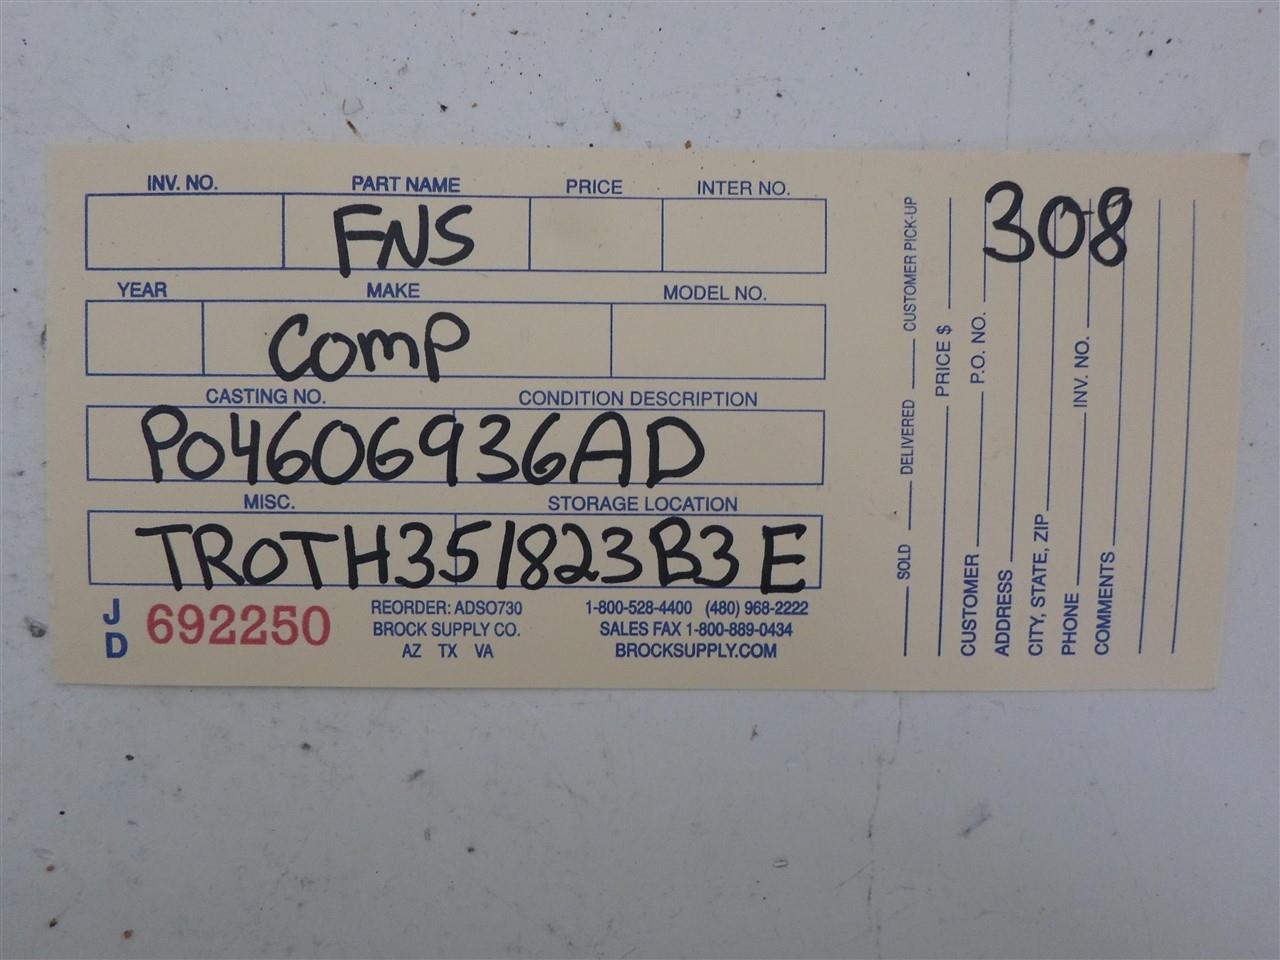 INV. NO. PART NAME PRICE INTER NO.
FNS
YEAR MAKE MODEL NO.
COMP
CASTING NO. CONDITION DESCRIPTION
P04606936AD
MISC. STORAGE LOCATION
TROTH351823B3E
JD 692250
REORDER: ADSO730
BROCK SUPPLY CO.
AZ TX VA
1-800-528-4400 (480) 968-2222
SALES FAX 1-800-889-0434
BROCKSUPPLY.COM
308
SOLD DELIVERED CUSTOMER PICK-UP
PRICE $
CUSTOMER P.O. NO.
ADDRESS
CITY, STATE, ZIP
PHONE INV. NO.
COMMENTS